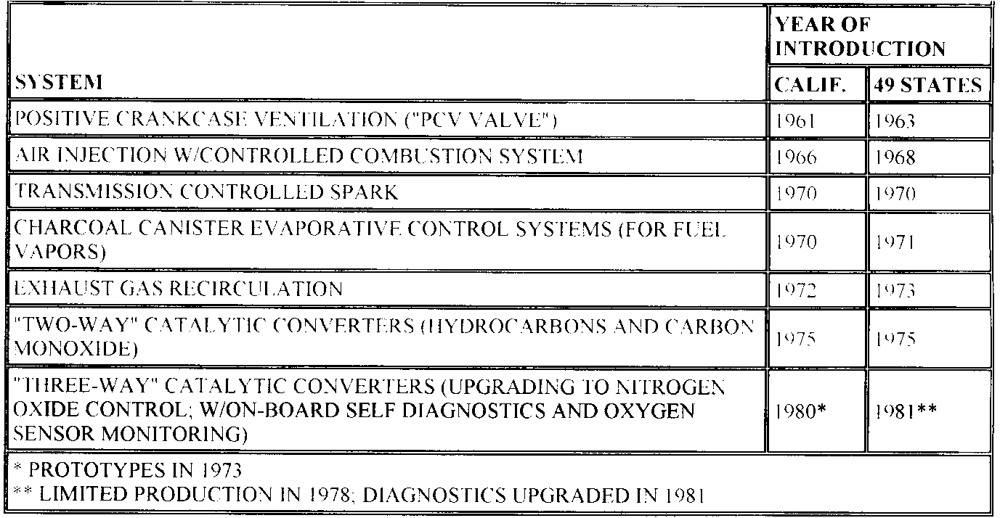 YEAR OF
INTRODUCTION
SYSTEM CALIF. 49 STATES
POSITIVE CRANKCASE VENTILATION ("PCV VALVE") 1961 1963
AIR INJECTION W/CONTROLLED COMBUSTION SYSTEM 1966 1968
TRANSMISSION CONTROLLED SPARK 1970 1970
CHARCOAL CANISTER EVAPORATIVE CONTROL SYSTEMS (FOR FUEL
VAPORS) 1970 1971
EXHAUST GAS RECIRCULATION 1972 1973
"TWO-WAY" CATALYTIC CONVERTERS (HYDROCARBONS AND CARBON
MONOXIDE) 1975 1975
"THREE-WAY" CATALYTIC CONVERTERS (UPGRADING TO NITROGEN
OXIDE CONTROL; W/ON-BOARD SELF DIAGNOSTICS AND OXYGEN 1980* 1981**
SENSOR MONITORING)
* PROTOTYPES IN 1973
** LIMITED PRODUCTION IN 1978; DIAGNOSTICS UPGRADED IN 1981